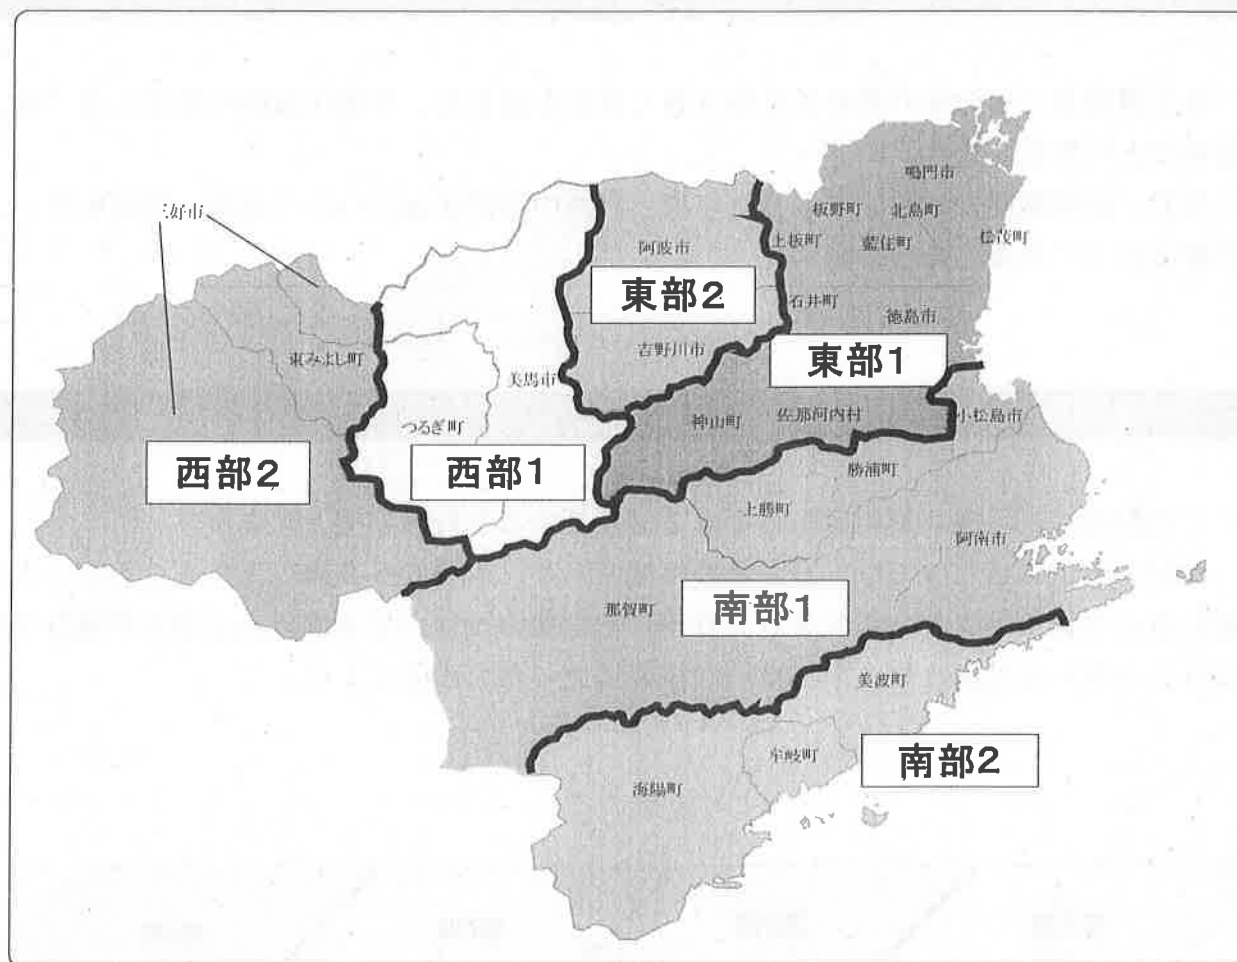 鳴門市
三好市
板野町
北島町
松茂町
上板町
藍住町
阿波市
東部2
石井町
徳島市
吉野川市
東部1
東みよし町
美馬市
神山町
佐那河内村
小松島市
つるぎ町
西部2
西部1
勝浦町
上勝町
阿南市
那賀町
南部1
美波町
牟岐町
南部2
海陽町